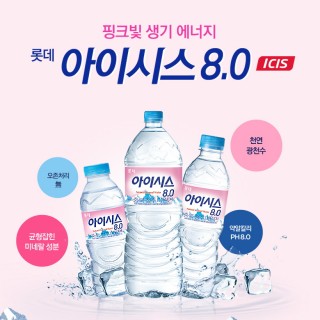 핑크빛 생기 에너지
롯데 아이시스 8.0 ICIS
천연
광천수
오존처리
無
균형잡힌
미네랄 성분
약알칼리
PH 8.0
아이시스
8.0
아이시스
8.0
아이시스
8.0